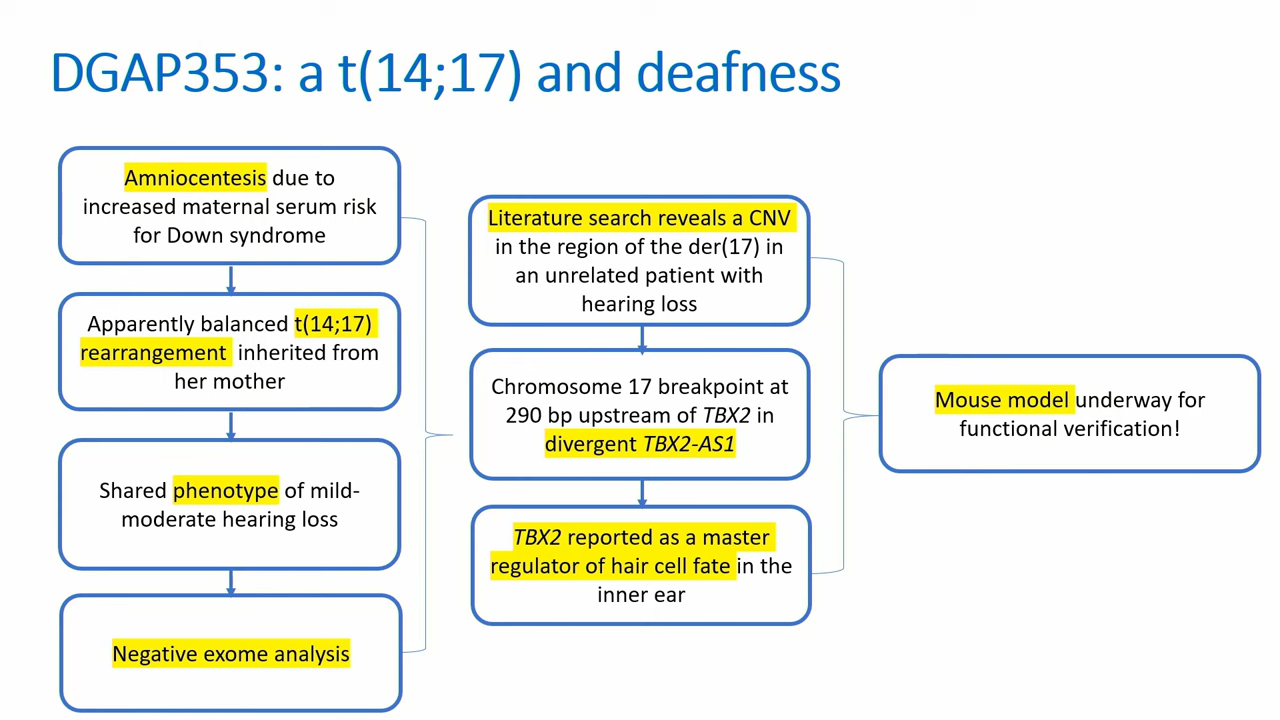 DGAP353: a t(14;17) and deafness
Amniocentesis due to
increased maternal serum risk
for Down syndrome
Apparently balanced t(14;17)
rearrangement inherited from
her mother
Shared phenotype of mild-
moderate hearing loss
Negative exome analysis
Literature search reveals a CNV
in the region of the der(17) in
an unrelated patient with
hearing loss
Chromosome 17 breakpoint at
290 bp upstream of TBX2 in
divergent TBX2-AS1
TBX2 reported as a master
regulator of hair cell fate in the
inner ear
Mouse model underway for
functional verification!